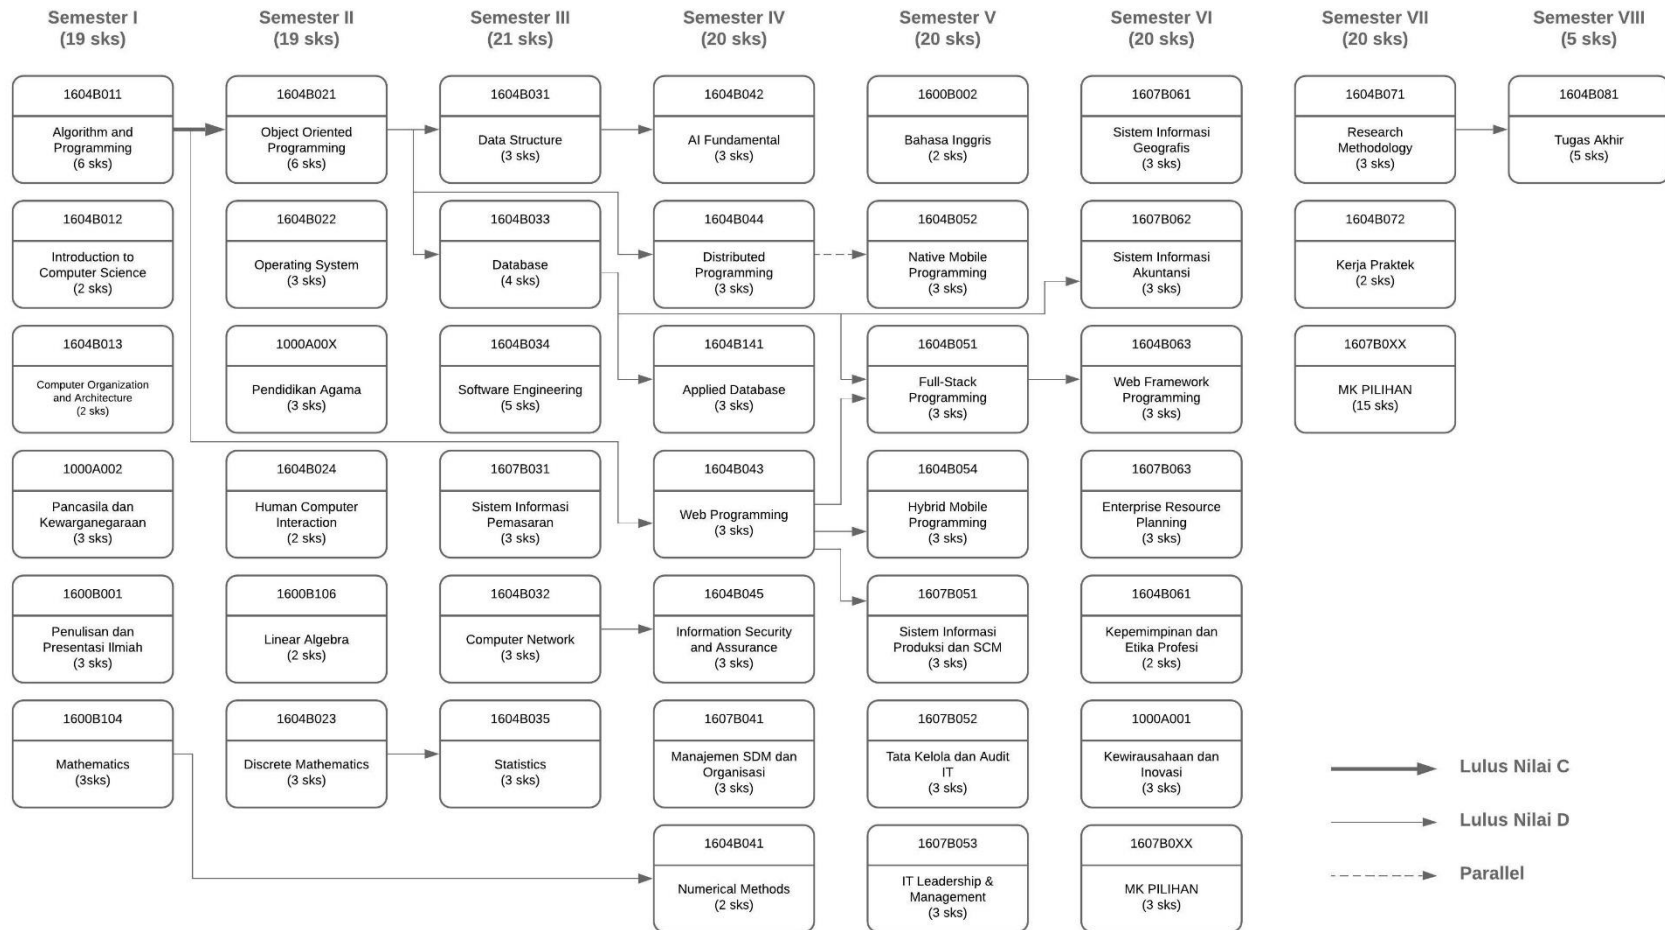 Semester I
(19 sks)
Semester II
(19 sks)
Semester III
(21 sks)
Semester IV
(20 sks)
Semester V
(20 sks)
Semester VI
(20 sks)
Semester VII
(20 sks)
Semester VIII
(5 sks)
1604B011
Algorithm and
Programming
(6 sks)
1604B012
Introduction to
Computer Science
(2 sks)
1604B013
Computer Organization
and Architecture
(2 sks)
1000A002
Pancasila dan
Kewarganegaraan
(3 sks)
1600B001
Penulisan dan
Presentasi Ilmiah
(3 sks)
1600B104
Mathematics
(3sks)
1604B021
Object Oriented
Programming
(6 sks)
1604B022
Operating System
(3 sks)
1000A00X
Pendidikan Agama
(3 sks)
1604B024
Human Computer
Interaction
(2 sks)
1600B106
Linear Algebra
(2 sks)
1604B023
Discrete Mathematics
(3 sks)
1604B031
Data Structure
(3 sks)
1604B033
Database
(4 sks)
1604B034
Software Engineering
(5 sks)
1607B031
Sistem Informasi
Pemasaran
(3 sks)
1604B032
Computer Network
(3 sks)
1604B035
Statistics
(3 sks)
1604B042
AI Fundamental
(3 sks)
1604B044
Distributed
Programming
(3 sks)
1604B141
Applied Database
(3 sks)
1604B043
Web Programming
(3 sks)
1604B045
Information Security
and Assurance
(3 sks)
1607B041
Manajemen SDM dan
Organisasi
(3 sks)
1604B041
Numerical Methods
(2 sks)
1600B002
Bahasa Inggris
(2 sks)
1604B052
Native Mobile
Programming
(3 sks)
1604B051
Full-Stack
Programming
(3 sks)
1604B054
Hybrid Mobile
Programming
(3 sks)
1607B051
Sistem Informasi
Produksi dan SCM
(3 sks)
1607B052
Tata Kelola dan Audit
IT
(3 sks)
1607B053
IT Leadership &
Management
(3 sks)
1607B061
Sistem Informasi
Geografis
(3 sks)
1607B062
Sistem Informasi
Akuntansi
(3 sks)
1604B063
Web Framework
Programming
(3 sks)
1607B063
Enterprise Resource
Planning
(3 sks)
1604B061
Kepemimpinan dan
Etika Profesi
(2 sks)
1000A001
Kewirausahaan dan
Inovasi
(3 sks)
1607B0XX
MK PILIHAN
(3 sks)
1604B071
Research
Methodology
(3 sks)
1604B072
Kerja Praktek
(2 sks)
1607B0XX
MK PILIHAN
(15 sks)
1604B081
Tugas Akhir
(5 sks)
Lulus Nilai C
Lulus Nilai D
Parallel